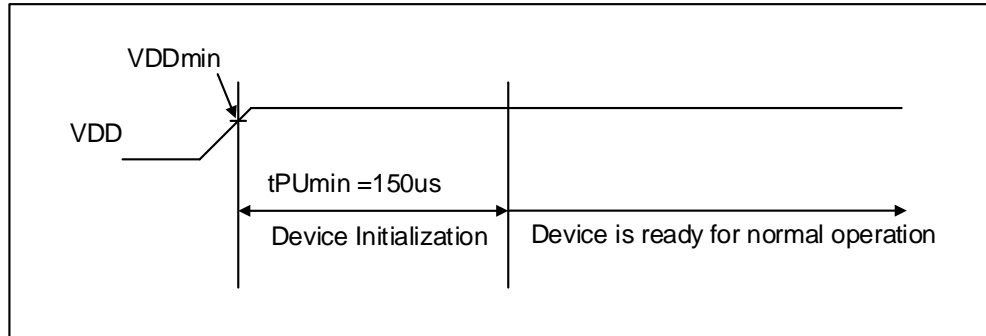 VDDmin
VDD
tPUmin =150us
Device Initialization
Device is ready for normal operation